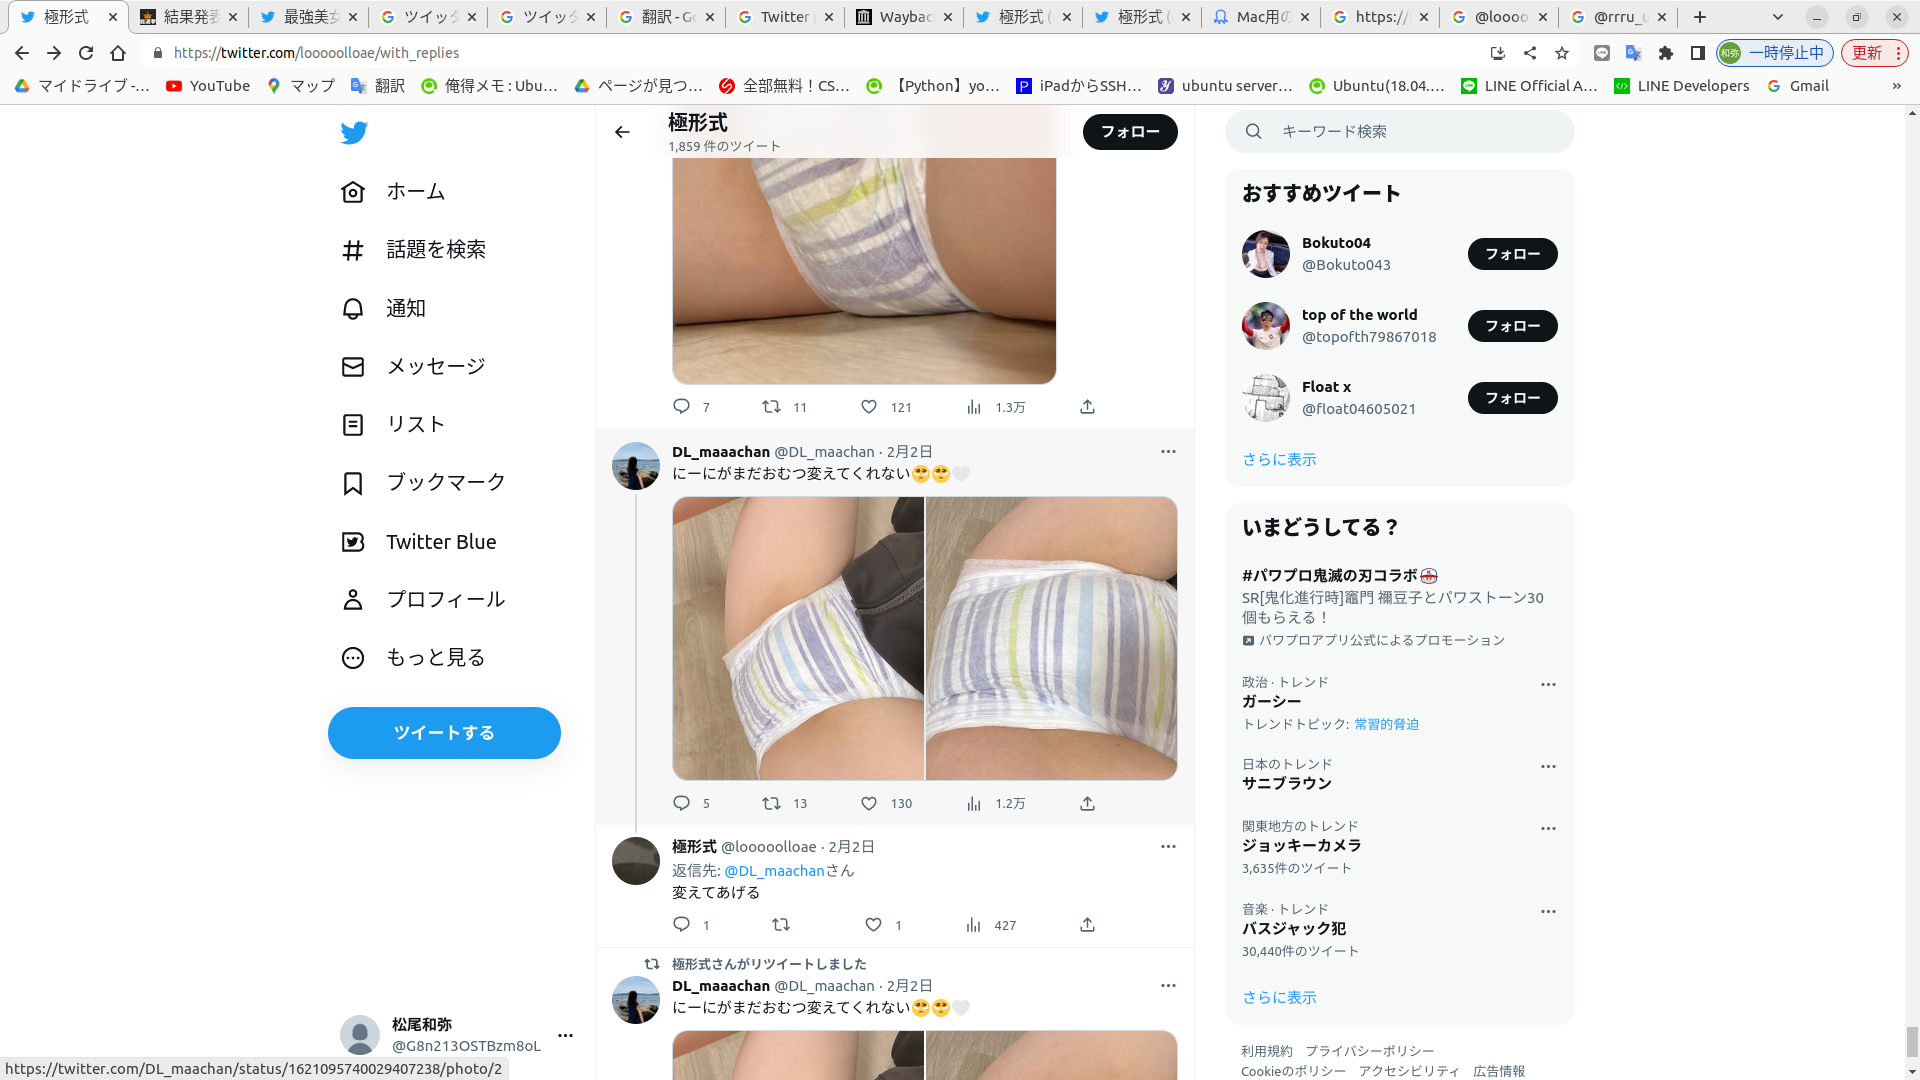 極形式
結果発表
最強美女
ツイッタ
ツイッタ
翻訳 - Go
Twitter
Wayback
極形式 (
極形式 (
Mac用の
https://
@loooo
@rrru_u
https://twitter.com/looooolloae/with_replies
和弥 一時停止中
更新
マイドライブ -...
YouTube
マップ
翻訳
俺得メモ : Ubu...
ページが見つ...
全部無料！CS...
【Python】yo...
iPadからSSH...
ubuntu server...
Ubuntu(18.04....
LINE Official A...
LINE Developers
Gmail
»
ホーム
話題を検索
通知
メッセージ
リスト
ブックマーク
Twitter Blue
プロフィール
もっと見る
ツイートする
松尾和弥
@G8n213OSTBzm8oL
https://twitter.com/DL_maachan/status/1621095740029407238/photo/2
極形式
1,859 件のツイート
フォロー
7 11 121 1.3万
DL_maaachan @DL_maachan · 2月2日
にーにがまだおむつ変えてくれない🥺🥺🤍
5 13 130 1.2万
極形式 @looooolloae · 2月2日
返信先: @DL_maachanさん
変えてあげる
1 1 427
極形式さんがリツイートしました
DL_maaachan @DL_maachan · 2月2日
にーにがまだおむつ変えてくれない🥺🥺🤍
キーワード検索
おすすめツイート
Bokuto04
@Bokuto043
フォロー
top of the world
@topofth79867018
フォロー
Float x
@float04605021
フォロー
さらに表示
いまどうしてる？
#パワプロ鬼滅の刃コラボ
SR[鬼化進行時]竈門 禰豆子とパワストーン30
個もらえる！
パワプロアプリ公式によるプロモーション
政治 · トレンド
ガーシー
トレンドトピック: 常習的脅迫
日本のトレンド
サニブラウン
関東地方のトレンド
ジョッキーカメラ
3,635件のツイート
音楽 · トレンド
バスジャック犯
30,440件のツイート
さらに表示
利用規約 プライバシーポリシー
Cookieのポリシー アクセシビリティ 広告情報